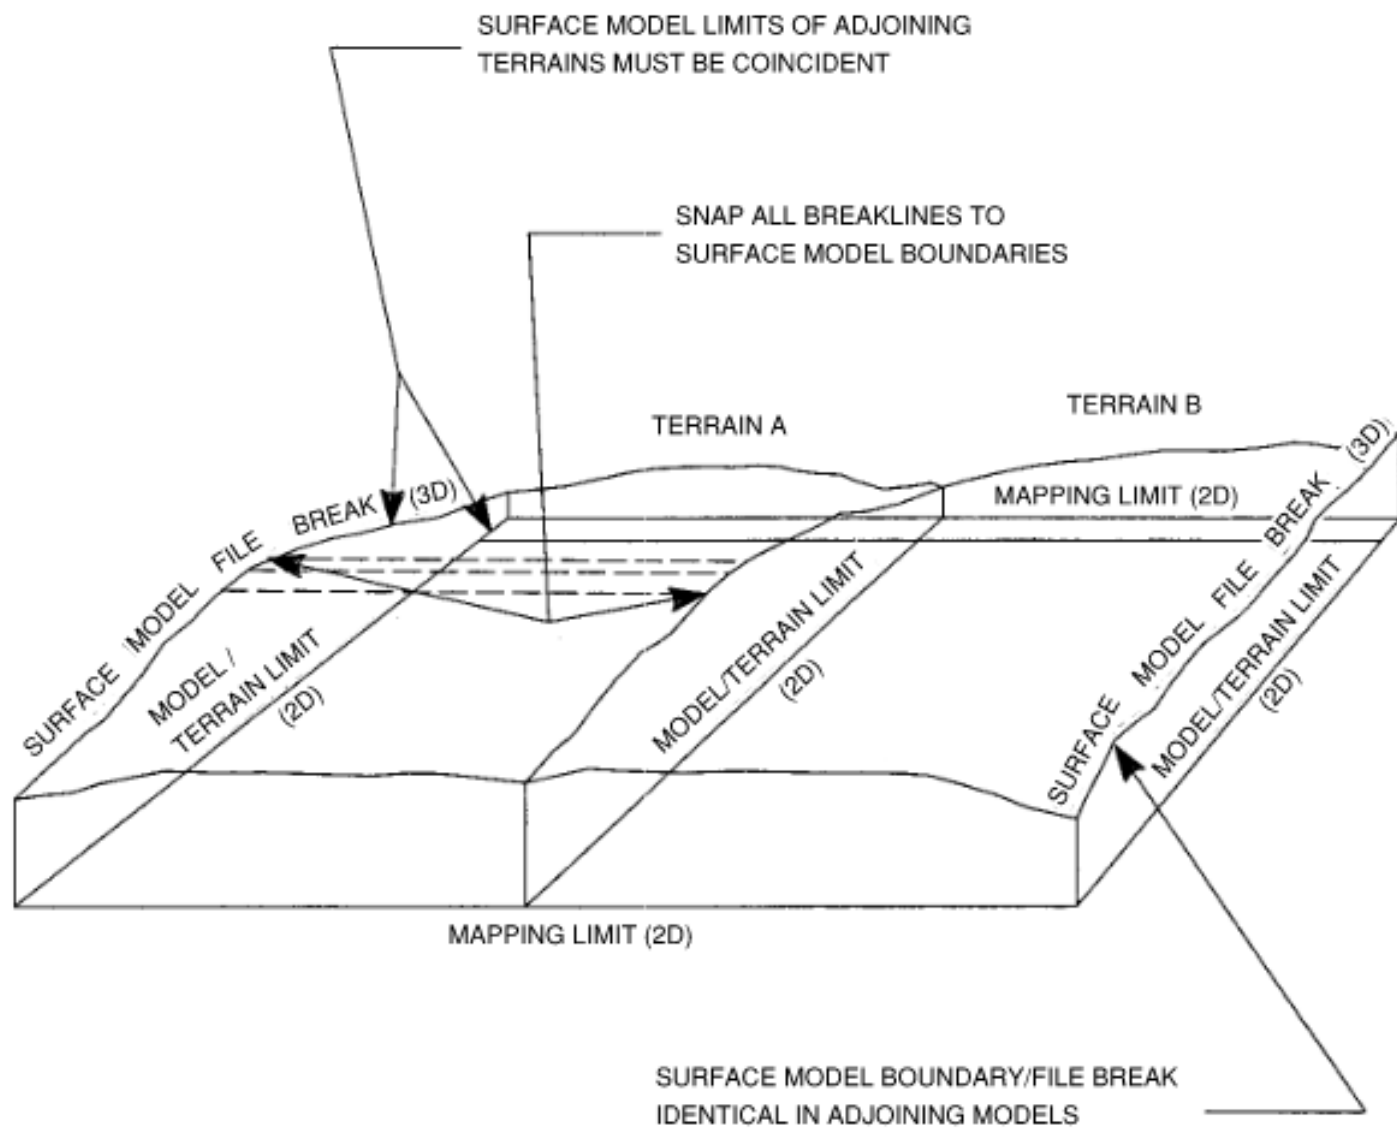 SURFACE MODEL LIMITS OF ADJOINING
TERRAINS MUST BE COINCIDENT
SNAP ALL BREAKLINES TO
SURFACE MODEL BOUNDARIES
TERRAIN A
TERRAIN B
SURFACE MODEL FILE BREAK (3D)
MAPPING LIMIT (2D)
SURFACE MODEL FILE BREAK (3D)
MODEL /
TERRAIN LIMIT
(2D)
MODEL/TERRAIN LIMIT
(2D)
MODEL/TERRAIN LIMIT
(2D)
MAPPING LIMIT (2D)
SURFACE MODEL BOUNDARY/FILE BREAK
IDENTICAL IN ADJOINING MODELS